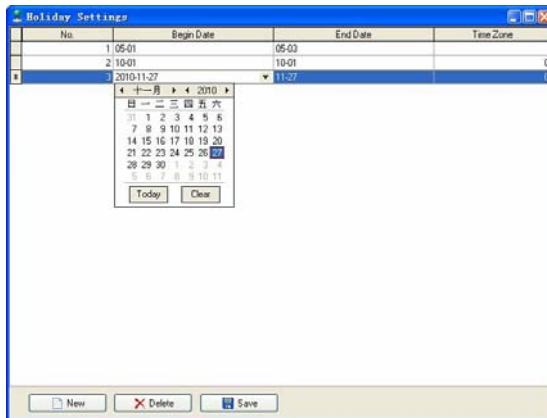 Holiday Settings
No. Begin Date End Date Time Zone
1 05-01 05-03
2 10-01 10-01 0
3 2010-11-27 11-27 0
十一月 2010
日 一 二 三 四 五 六
31 1 2 3 4 5 6
7 8 9 10 11 12 13
14 15 16 17 18 19 20
21 22 23 24 25 26 27
28 29 30 1 2 3 4
5 6 7 8 9 10 11
Today Clear
New Delete Save